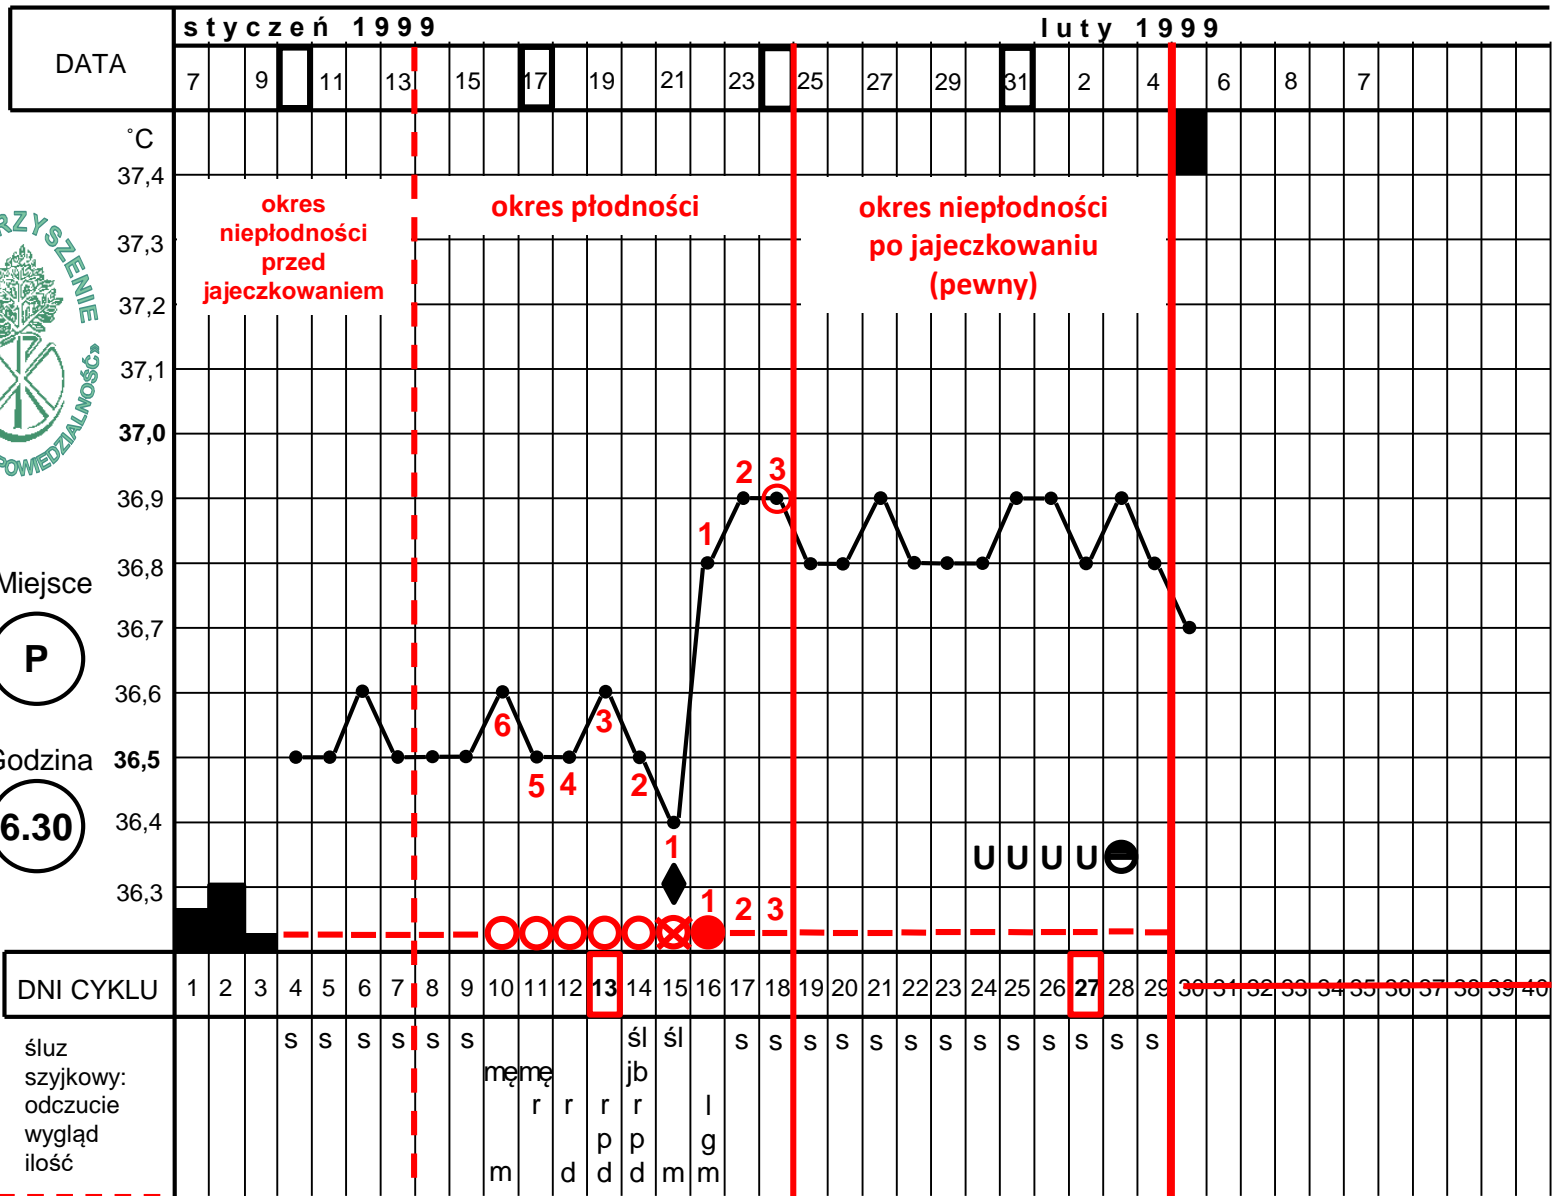 styczeń 1999 luty 1999
DATA
7 9 11 13 15 17 19 21 23 25 27 29 31 2 4 6 8 7
°C
37,4
okres
niepłodności
przed
jajeczkowaniem
okres płodności
okres niepłodności
po jajeczkowaniu
(pewny)
37,3
37,2
37,1
37,0
RZYSZENIE
POWIEDZIALNOŚĆ»
2 3
36,9
1
36,8
Miejsce
P
36,7
36,6
6 3
Godzina
36,5
5 4 2
6.30
36,4
1
U U U U
36,3
1 2 3
DNI CYKLU 1 2 3 4 5 6 7 8 9 10 11 12 13 14 15 16 17 18 19 20 21 22 23 24 25 26 27 28 29 30 31 32 33 34 35 36 37 38 39 40
śluz
szyjkowy:
odczucie
wygląd
ilość
s s s s s s śl śl s s s s s s s s s s s s s
mę mę jb
r r r r l
p p g
m d d d m m